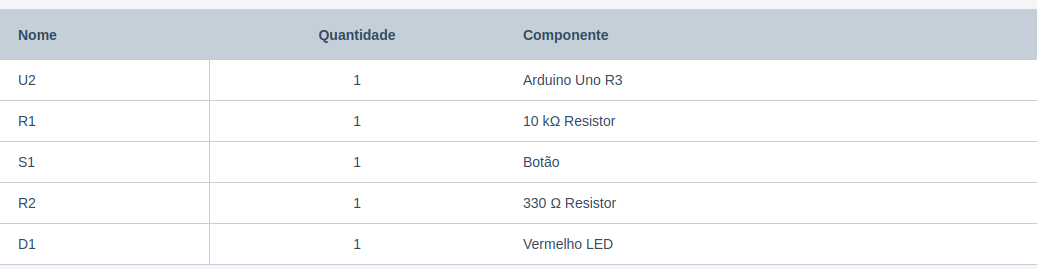 Nome Quantidade Componente
U2 1 Arduino Uno R3
R1 1 10 kΩ Resistor
S1 1 Botão
R2 1 330 Ω Resistor
D1 1 Vermelho LED